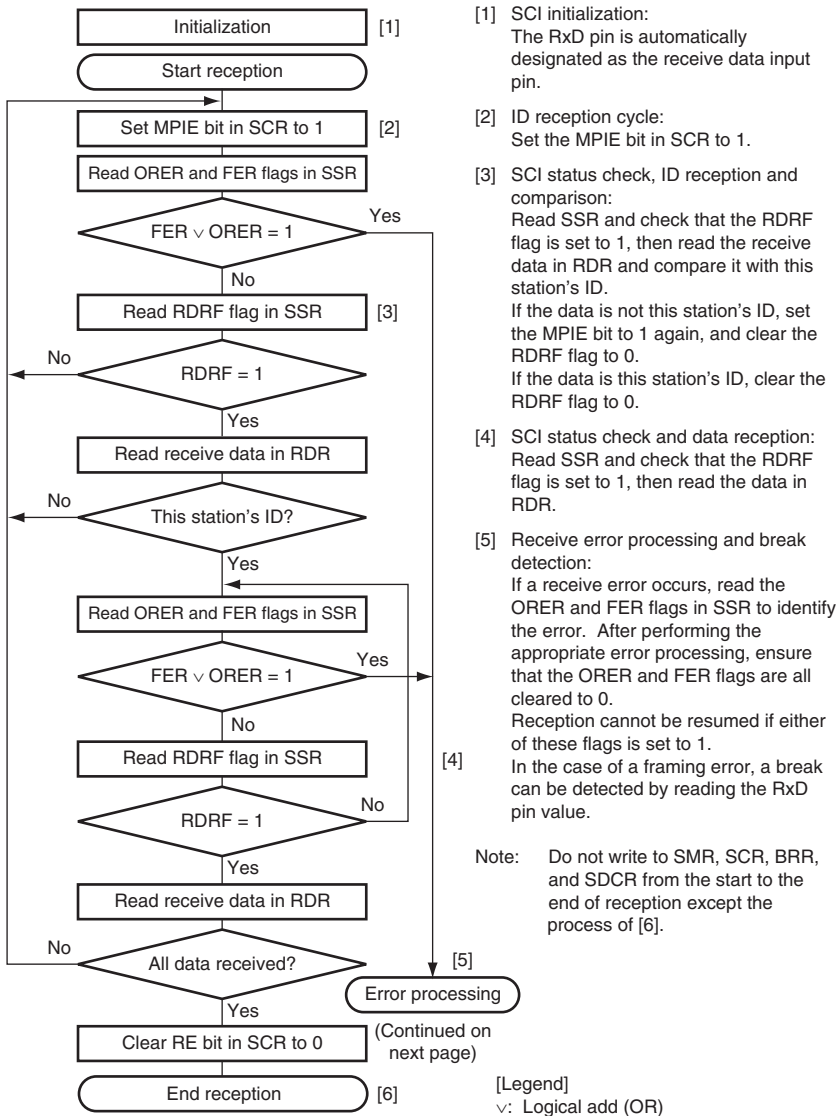 Initialization [1]
Start reception
Set MPIE bit in SCR to 1 [2]
Read ORER and FER flags in SSR
FER ∨ ORER = 1
Yes
No
Read RDRF flag in SSR [3]
RDRF = 1
No
Yes
Read receive data in RDR
This station's ID?
No
Yes
Read ORER and FER flags in SSR
FER ∨ ORER = 1
Yes
No
Read RDRF flag in SSR
[4]
RDRF = 1
No
Yes
Read receive data in RDR
All data received?
No
Yes
[5]
Error processing
(Continued on
next page)
Clear RE bit in SCR to 0
End reception [6]
[1] SCI initialization:
The RxD pin is automatically
designated as the receive data input
pin.
[2] ID reception cycle:
Set the MPIE bit in SCR to 1.
[3] SCI status check, ID reception and
comparison:
Read SSR and check that the RDRF
flag is set to 1, then read the receive
data in RDR and compare it with this
station's ID.
If the data is not this station's ID, set
the MPIE bit to 1 again, and clear the
RDRF flag to 0.
If the data is this station's ID, clear the
RDRF flag to 0.
[4] SCI status check and data reception:
Read SSR and check that the RDRF
flag is set to 1, then read the data in
RDR.
[5] Receive error processing and break
detection:
If a receive error occurs, read the
ORER and FER flags in SSR to identify
the error. After performing the
appropriate error processing, ensure
that the ORER and FER flags are all
cleared to 0.
Reception cannot be resumed if either
of these flags is set to 1.
In the case of a framing error, a break
can be detected by reading the RxD
pin value.
Note: Do not write to SMR, SCR, BRR,
and SDCR from the start to the
end of reception except the
process of [6].
[Legend]
∨: Logical add (OR)